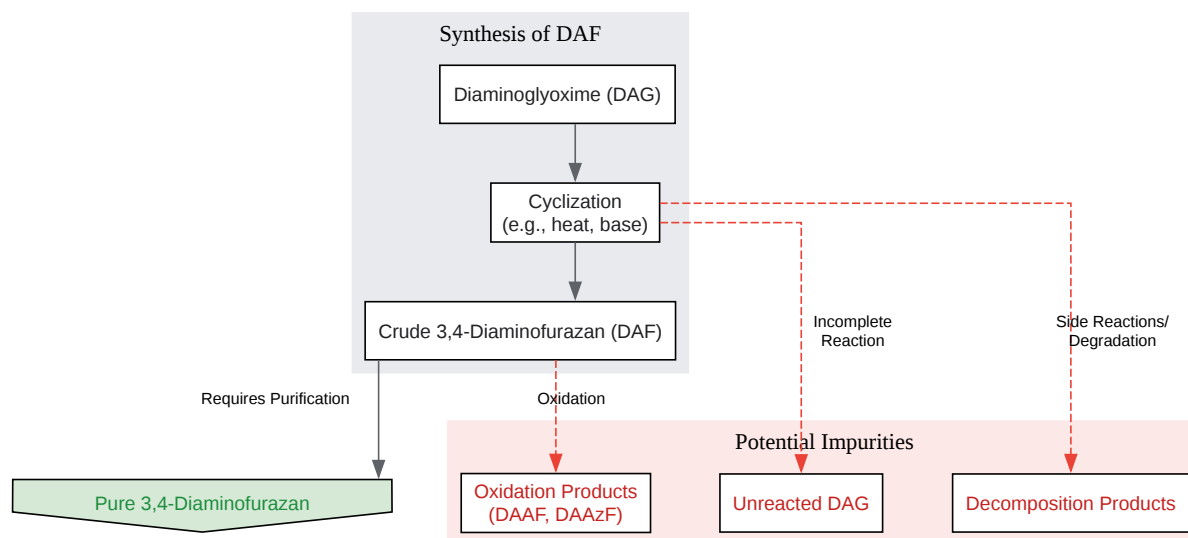 Synthesis of DAF
Diaminoglyoxime (DAG)
Cyclization
(e.g., heat, base)
Crude 3,4-Diaminofurazan (DAF)
Incomplete
Reaction
Side Reactions/
Degradation
Requires Purification
Oxidation
Potential Impurities
Pure 3,4-Diaminofurazan
Oxidation Products
(DAAF, DAAzF)
Unreacted DAG
Decomposition Products